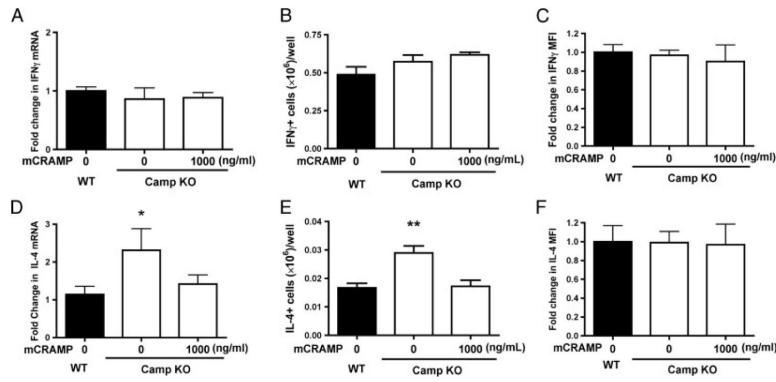 A
Fold change in IFNγ mRNA
1.5
1.0
0.5
0.0
mCRAMP 0 0 1000 (ng/ml)
WT Camp KO
B
IFNγ+ cells (×10⁶)/well
0.75
0.50
0.25
0.00
mCRAMP 0 0 1000 (ng/mL)
WT Camp KO
C
Fold change in IFNγ MFI
1.2
1.0
0.8
0.6
0.4
0.2
0.0
mCRAMP 0 0 1000 (ng/ml)
WT Camp KO
D
Fold Change in IL-4 mRNA
3
2
1
0
*
mCRAMP 0 0 1000 (ng/ml)
WT Camp KO
E
IL-4+ cells (×10⁶)/well
0.04
0.03
0.02
0.01
0.00
**
mCRAMP 0 0 1000 (ng/mL)
WT Camp KO
F
Fold change in IL-4 MFI
1.2
1.0
0.8
0.6
0.4
0.2
0.0
mCRAMP 0 0 1000 (ng/ml)
WT Camp KO